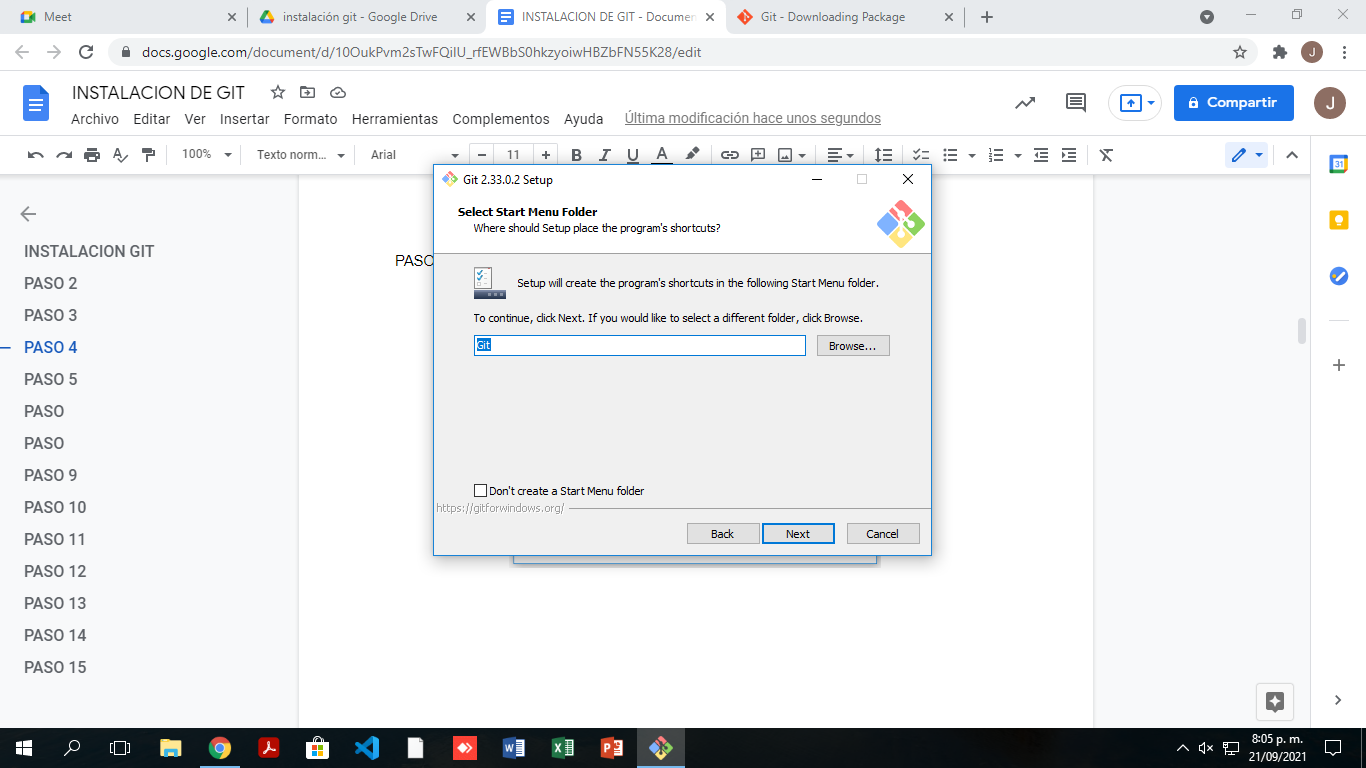 Meet
instalación git - Google Drive
INSTALACION DE GIT - Documen
Git - Downloading Package
docs.google.com/document/d/10OukPvm2sTwFQiIU_rfEWBbS0hkzyoiwHBZbFN55K28/edit
J
INSTALACION DE GIT
Archivo Editar Ver Insertar Formato Herramientas Complementos Ayuda Última modificación hace unos segundos
Compartir
J
100% Texto norm... Arial 11
B I U A
31
INSTALACION GIT
PASO 2
PASO 3
PASO 4
PASO 5
PASO
PASO
PASO 9
PASO 10
PASO 11
PASO 12
PASO 13
PASO 14
PASO 15
PASO
Git 2.33.0.2 Setup
Select Start Menu Folder
Where should Setup place the program's shortcuts?
Setup will create the program's shortcuts in the following Start Menu folder.
To continue, click Next. If you would like to select a different folder, click Browse.
Git
Browse...
Don't create a Start Menu folder
https://gitforwindows.org/
Back Next Cancel
8:05 p. m.
21/09/2021